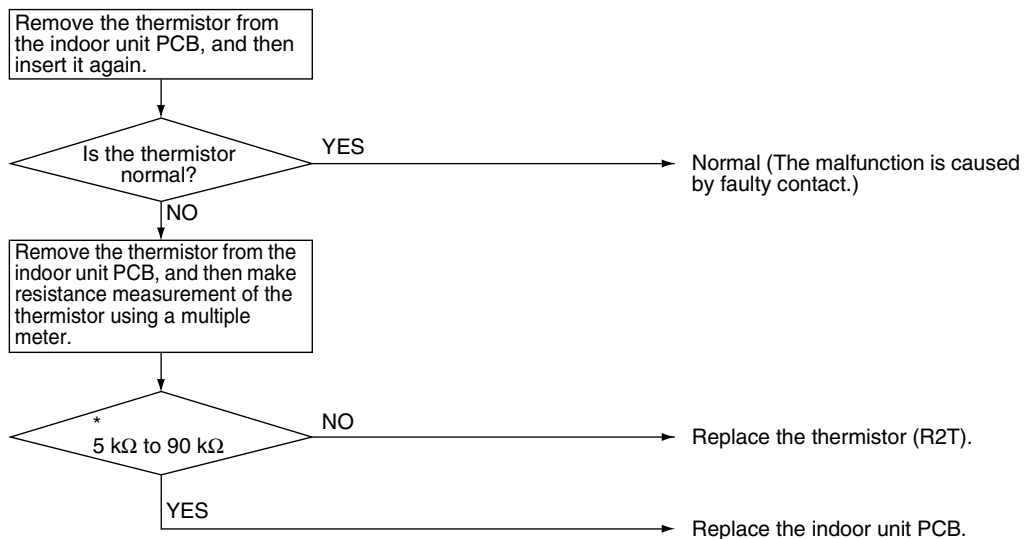 Remove the thermistor from
the indoor unit PCB, and then
insert it again.
Is the thermistor
normal?
YES
Normal (The malfunction is caused
by faulty contact.)
NO
Remove the thermistor from the
indoor unit PCB, and then make
resistance measurement of the
thermistor using a multiple
meter.
*
5 kΩ to 90 kΩ
NO
Replace the thermistor (R2T).
YES
Replace the indoor unit PCB.